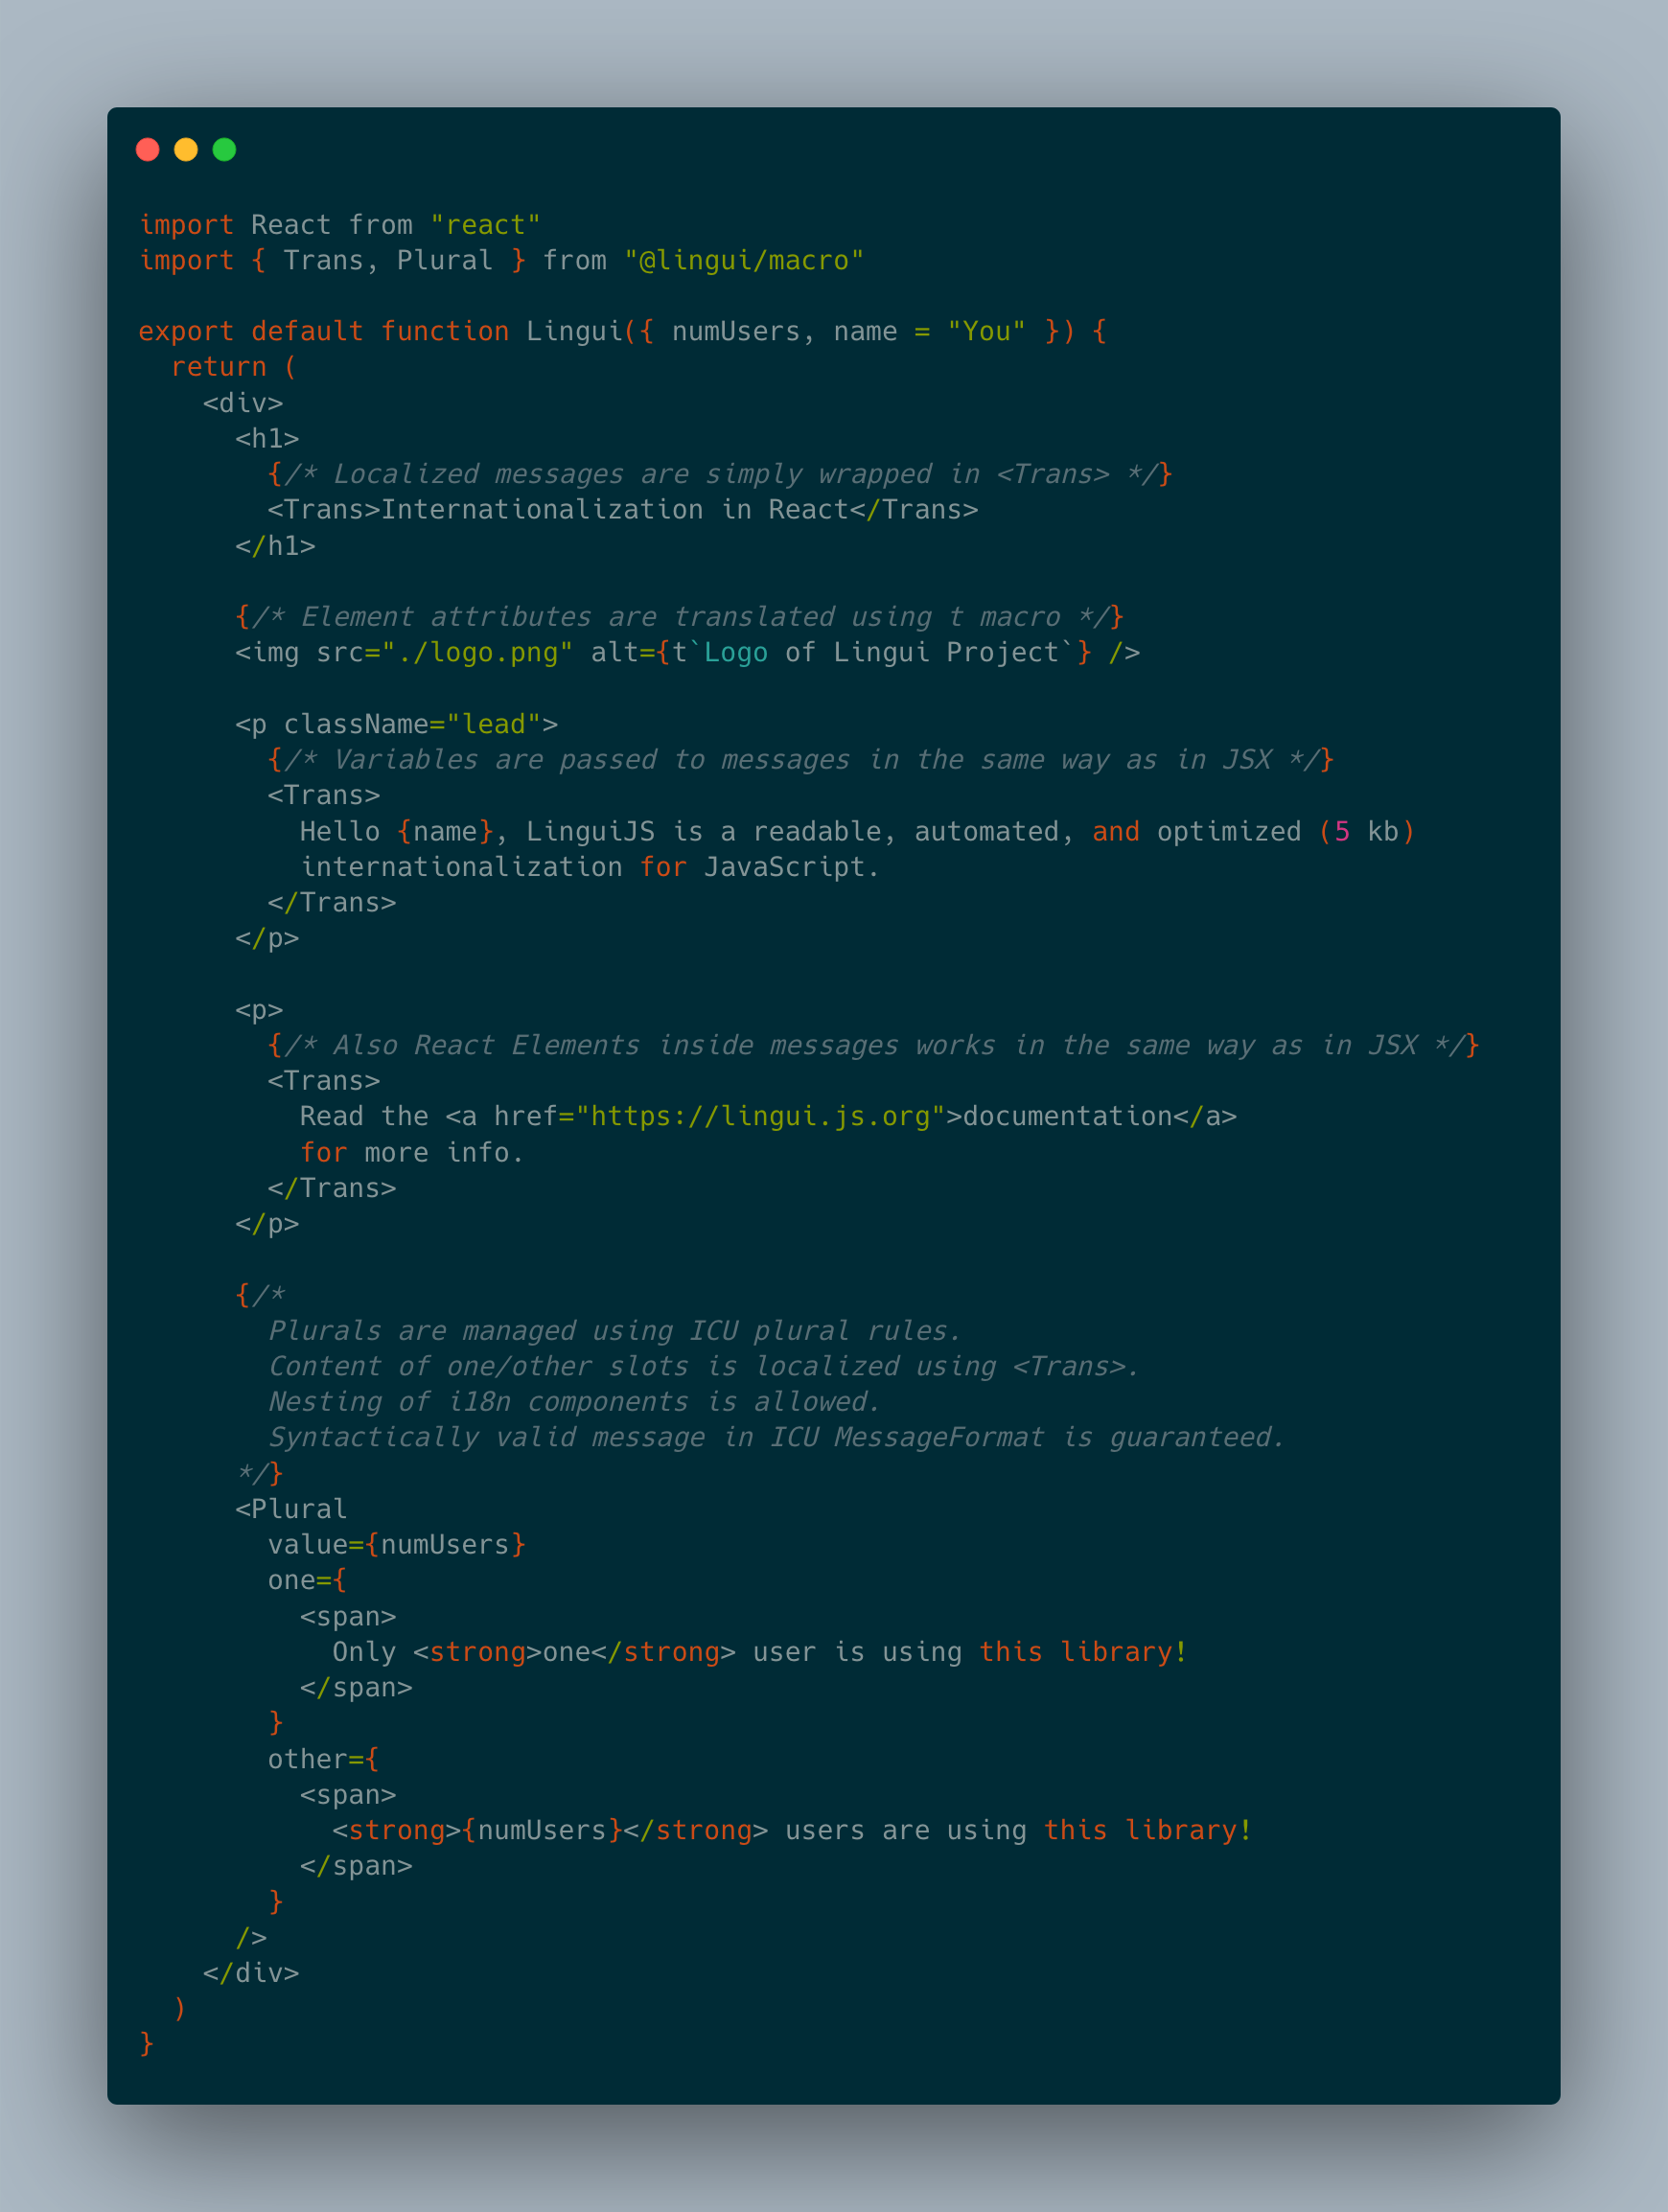 import React from "react"
import { Trans, Plural } from "@lingui/macro"

export default function Lingui({ numUsers, name = "You" }) {
  return (
    <div>
      <h1>
        {/* Localized messages are simply wrapped in <Trans> */}
        <Trans>Internationalization in React</Trans>
      </h1>

      {/* Element attributes are translated using t macro */}
      <img src="./logo.png" alt={t`Logo of Lingui Project`} />

      <p className="lead">
        {/* Variables are passed to messages in the same way as in JSX */}
        <Trans>
          Hello {name}, LinguiJS is a readable, automated, and optimized (5 kb)
          internationalization for JavaScript.
        </Trans>
      </p>

      <p>
        {/* Also React Elements inside messages works in the same way as in JSX */}
        <Trans>
          Read the <a href="https://lingui.js.org">documentation</a>
          for more info.
        </Trans>
      </p>

      {/*
        Plurals are managed using ICU plural rules.
        Content of one/other slots is localized using <Trans>.
        Nesting of i18n components is allowed.
        Syntactically valid message in ICU MessageFormat is guaranteed.
      */}
      <Plural
        value={numUsers}
        one={
          <span>
            Only <strong>one</strong> user is using this library!
          </span>
        }
        other={
          <span>
            <strong>{numUsers}</strong> users are using this library!
          </span>
        }
      />
    </div>
  )
}